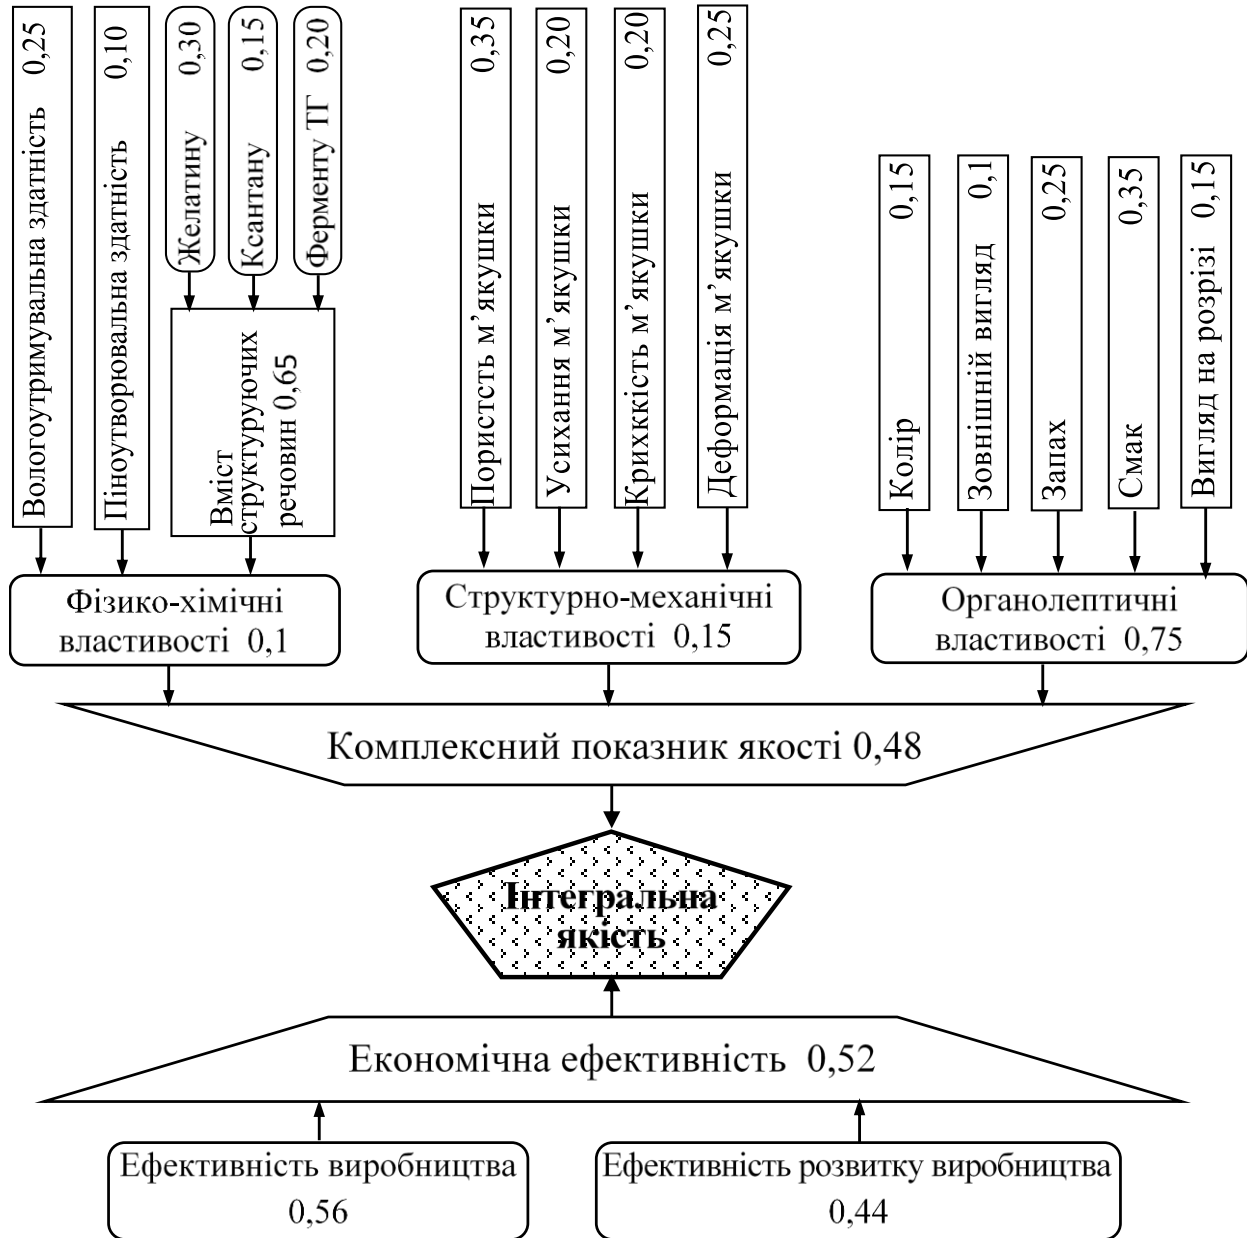 Вологоутримувальна здатність 0,25
Піноутворювальна здатність 0,10
Желатину 0,30
Ксантану 0,15
Ферменту ТГ 0,20
Вміст
структуруючих
речовин 0,65
Пористсть м’якушки 0,35
Усихання м’якушки 0,20
Крихкість м’якушки 0,20
Деформація м’якушки 0,25
Колір 0,15
Зовнішній вигляд 0,1
Запах 0,25
Смак 0,35
Вигляд на розрізі 0,15
Фізико-хімічні
властивості 0,1
Структурно-механічні
властивості 0,15
Органолептичні
властивості 0,75
Комплексний показник якості 0,48
Інтегральна
якість
Економічна ефективність 0,52
Ефективність виробництва
0,56
Ефективність розвитку виробництва
0,44